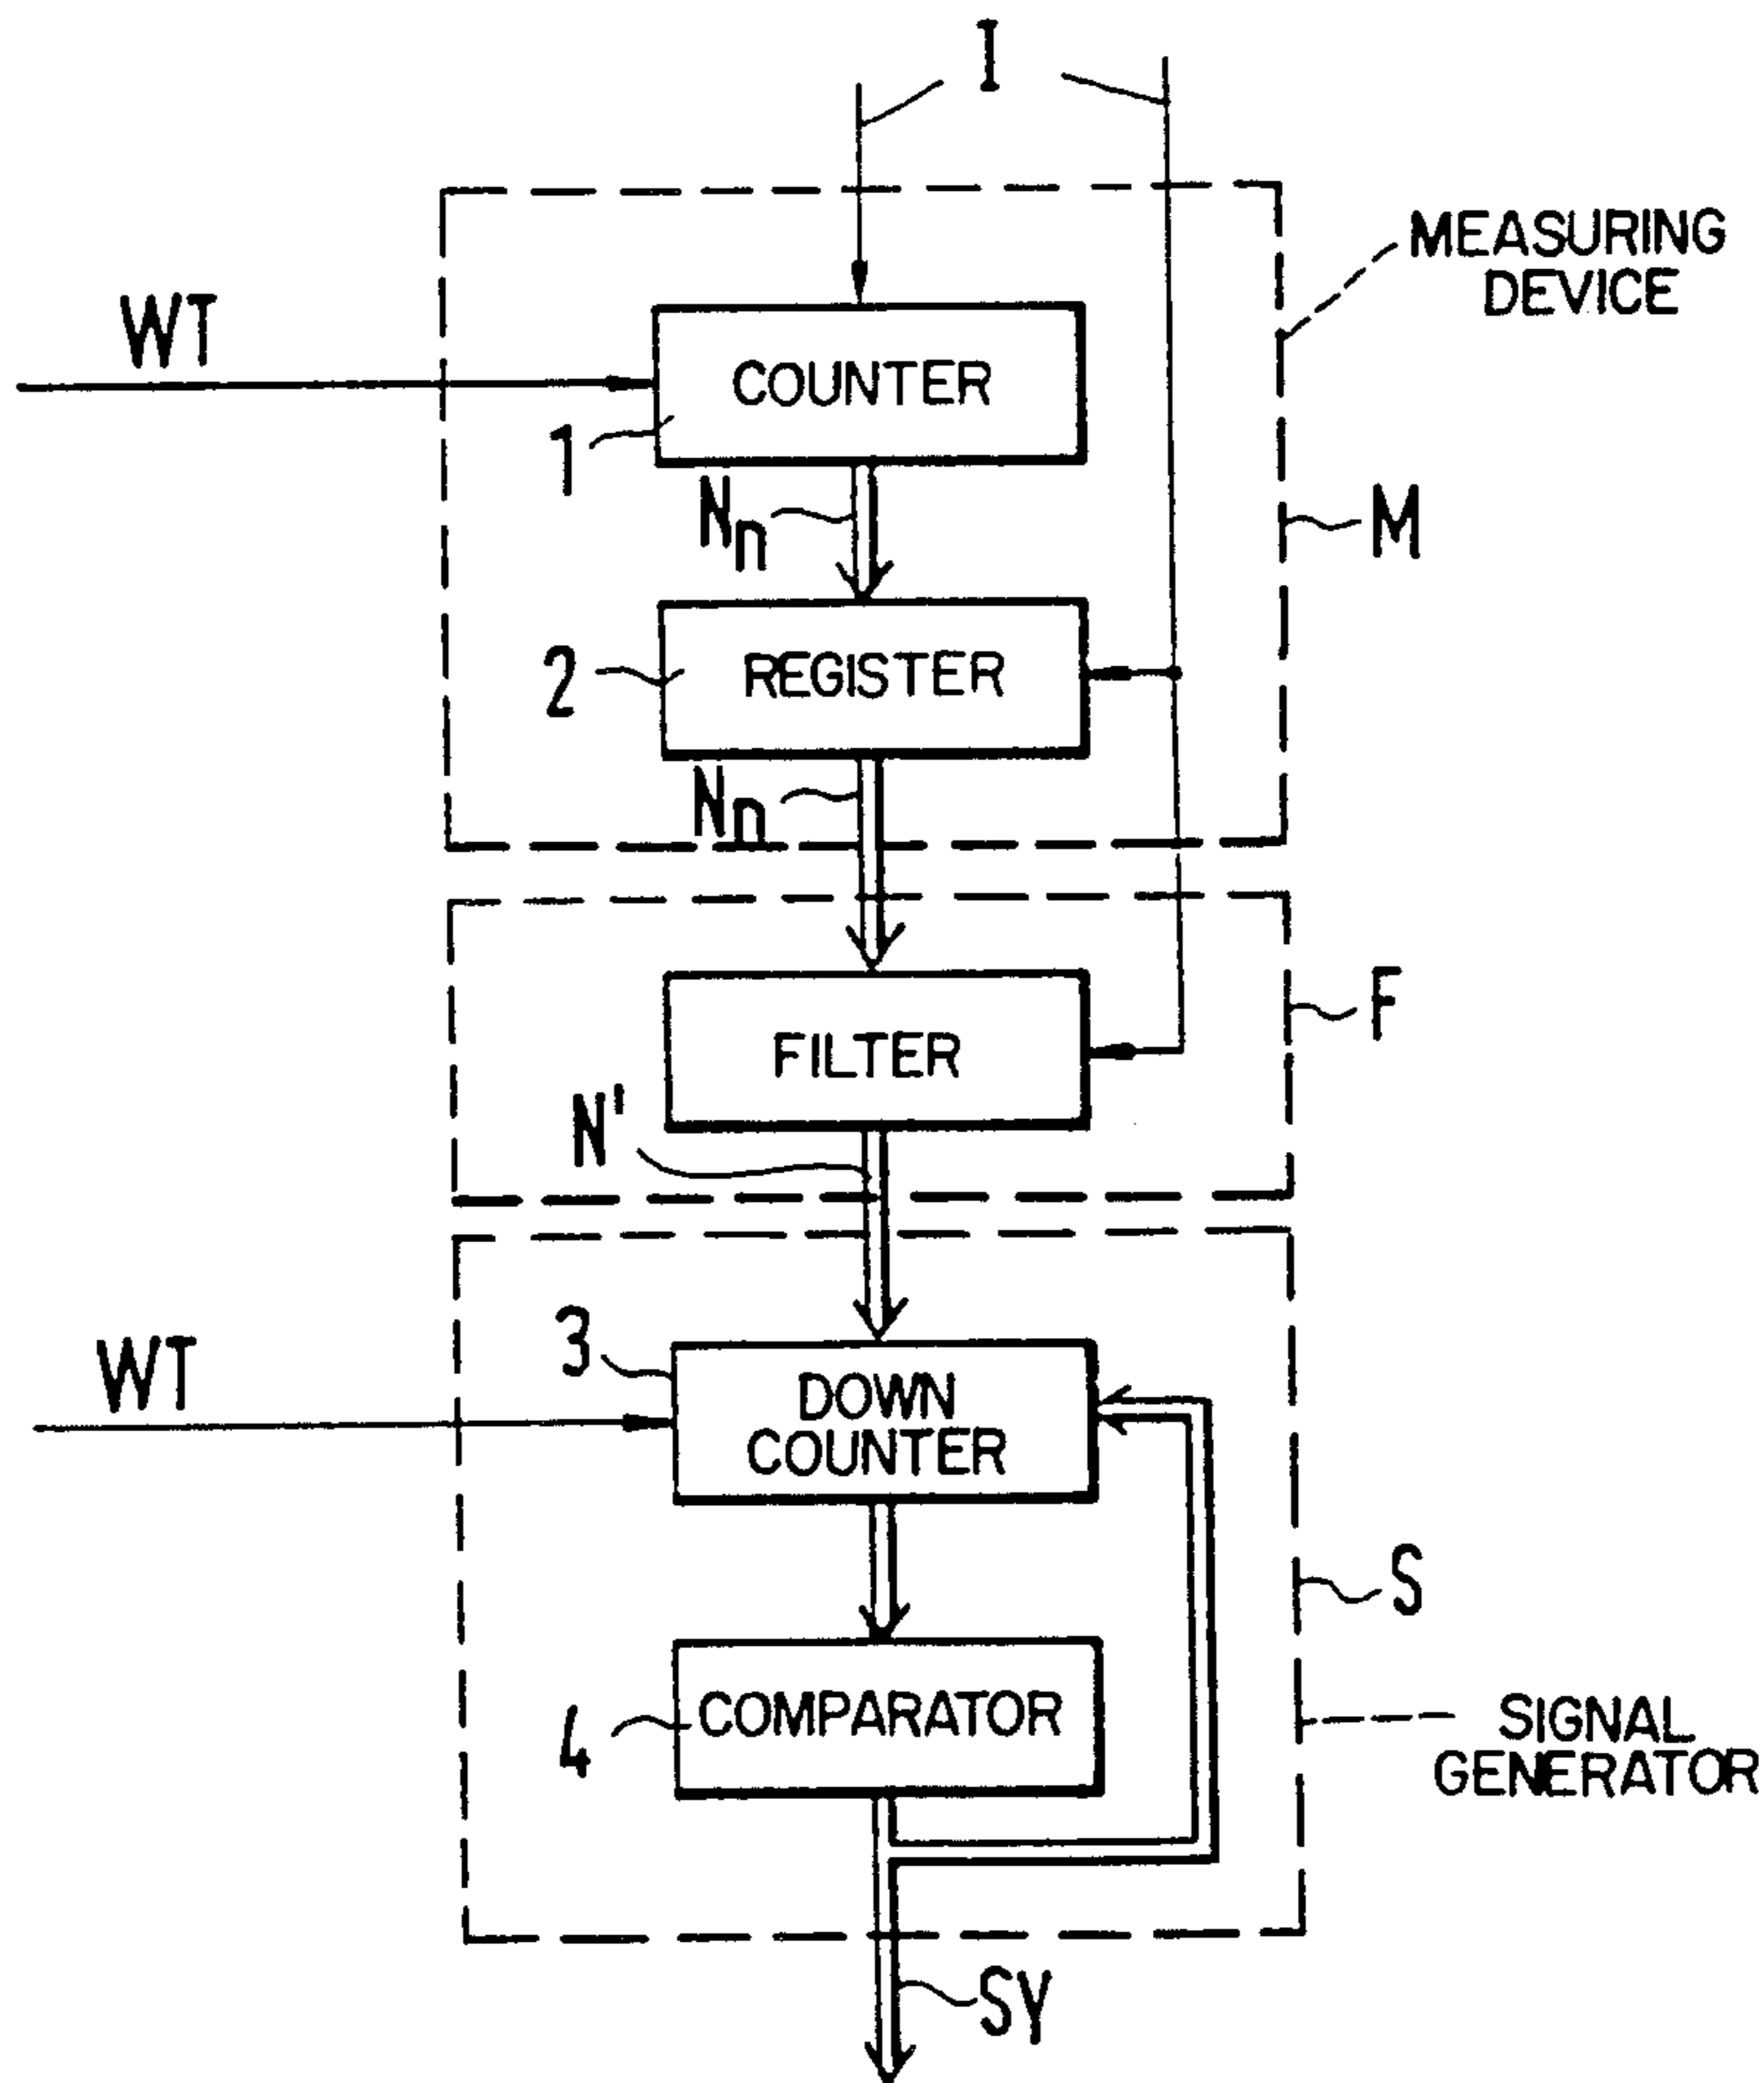 I
MEASURING
DEVICE
WT
COUNTER
1
Nn
M
REGISTER
2
Nn
F
FILTER
N'
3
WT
DOWN
COUNTER
S
4
COMPARATOR
SIGNAL
GENERATOR
SY